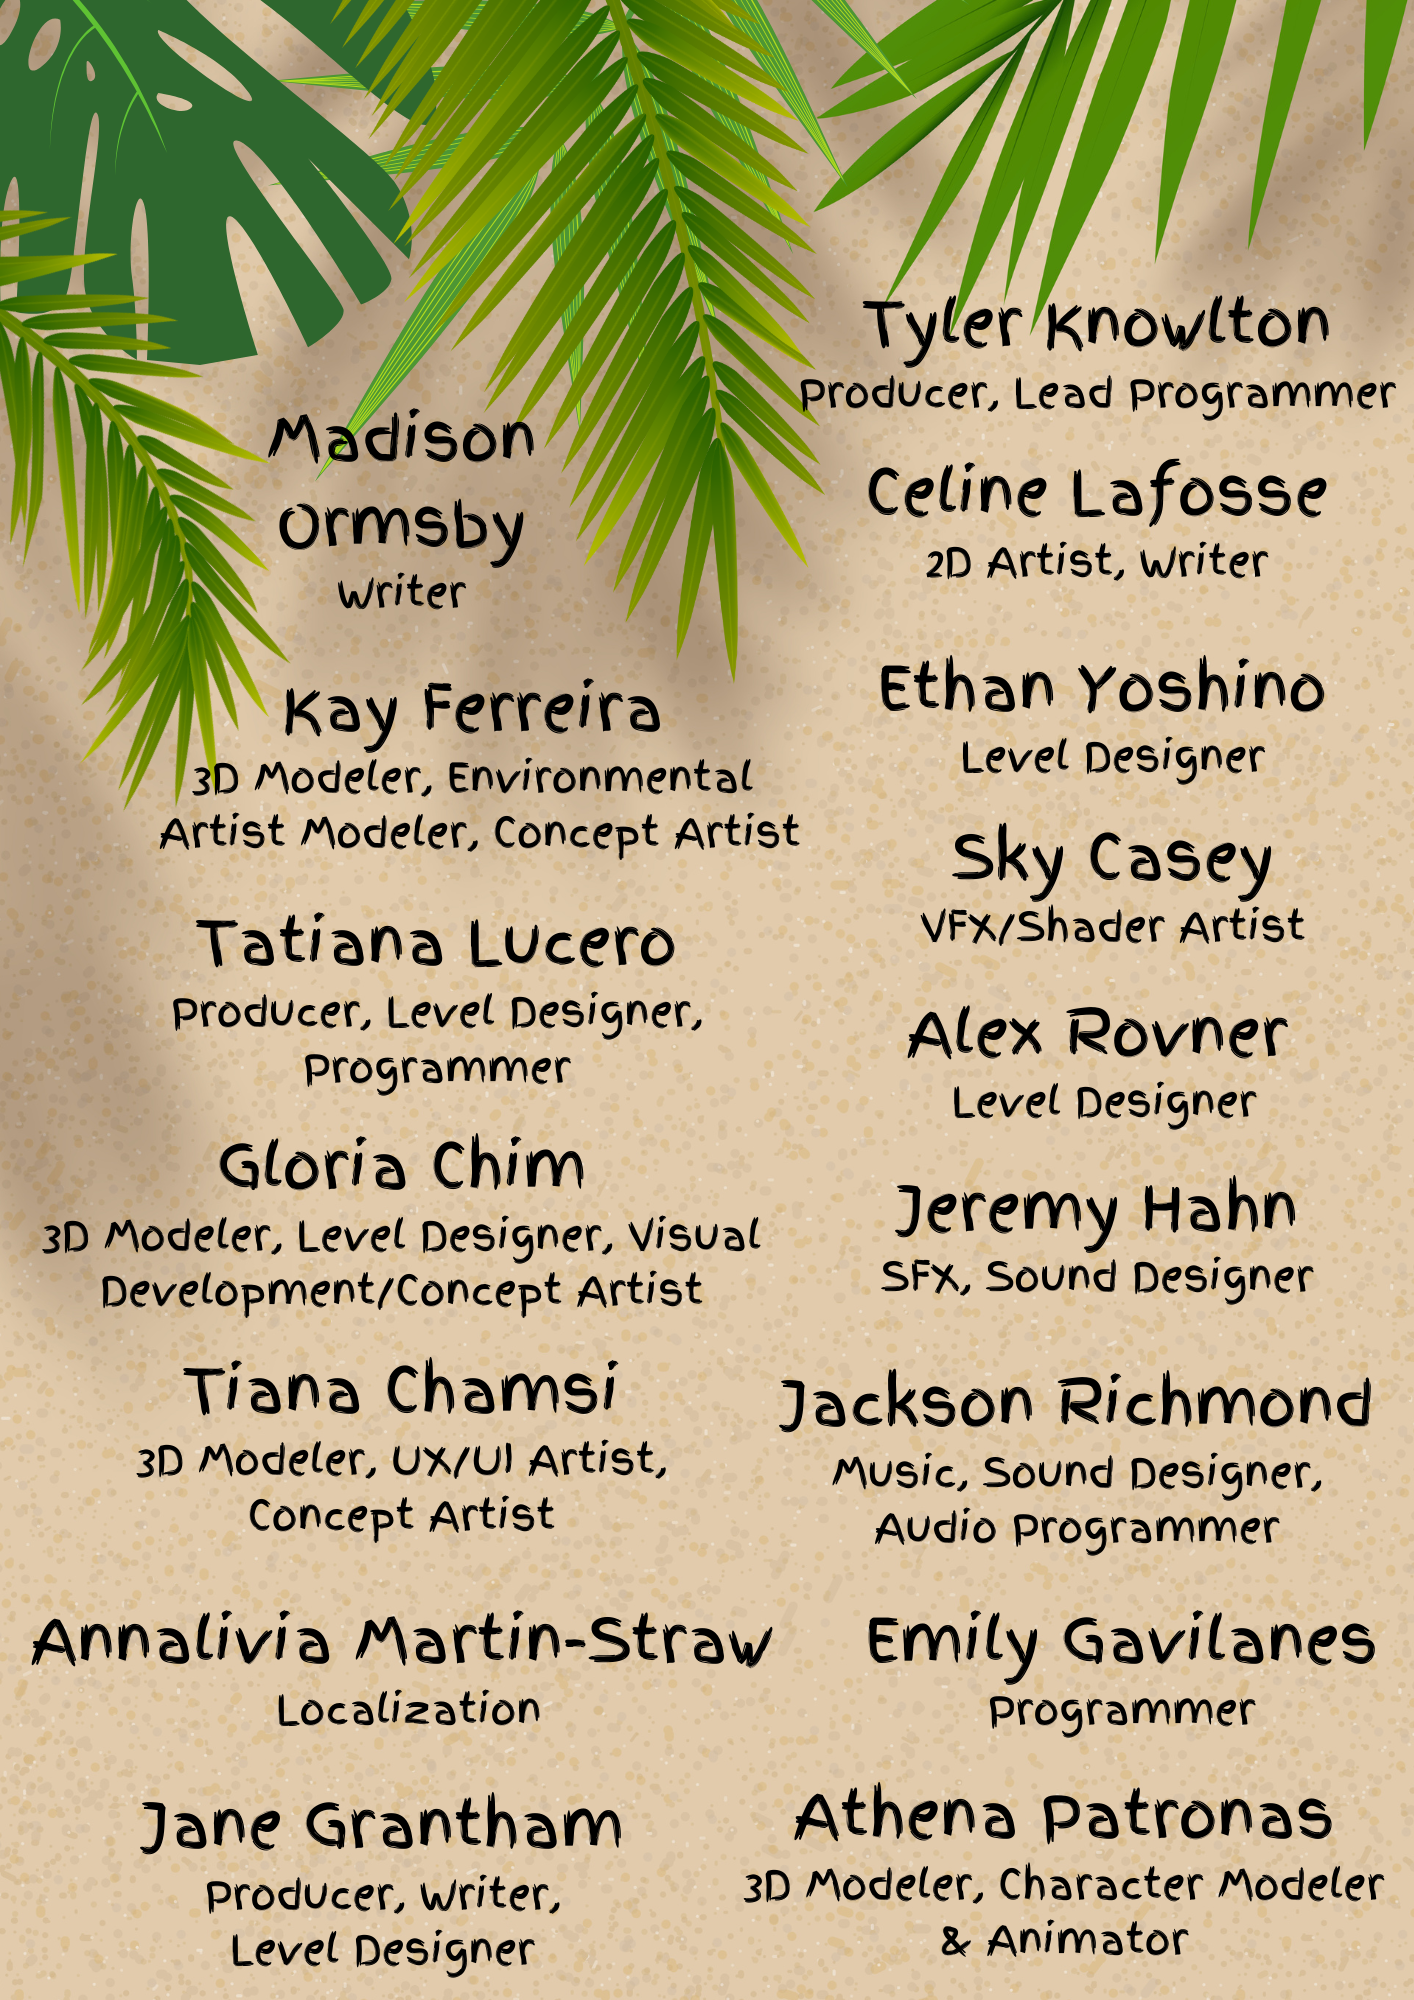 Madison
Ormsby
Writer
Kay Ferreira
3D Modeler, Environmental
Artist Modeler, Concept Artist
Tatiana Lucero
Producer, Level Designer,
Programmer
Gloria Chim
3D Modeler, Level Designer, Visual
Development/Concept Artist
Tiana Chamsi
3D Modeler, UX/UI Artist,
Concept Artist
Annalivia Martin-Straw
Localization
Jane Grantham
Producer, Writer,
Level Designer
Tyler Knowlton
Producer, Lead Programmer
Celine Lafosse
2D Artist, Writer
Ethan Yoshino
Level Designer
Sky Casey
VFX/Shader Artist
Alex Rovner
Level Designer
Jeremy Hahn
SFX, Sound Designer
Jackson Richmond
Music, Sound Designer,
Audio Programmer
Emily Gavilanes
Programmer
Athena Patronas
3D Modeler, Character Modeler
& Animator